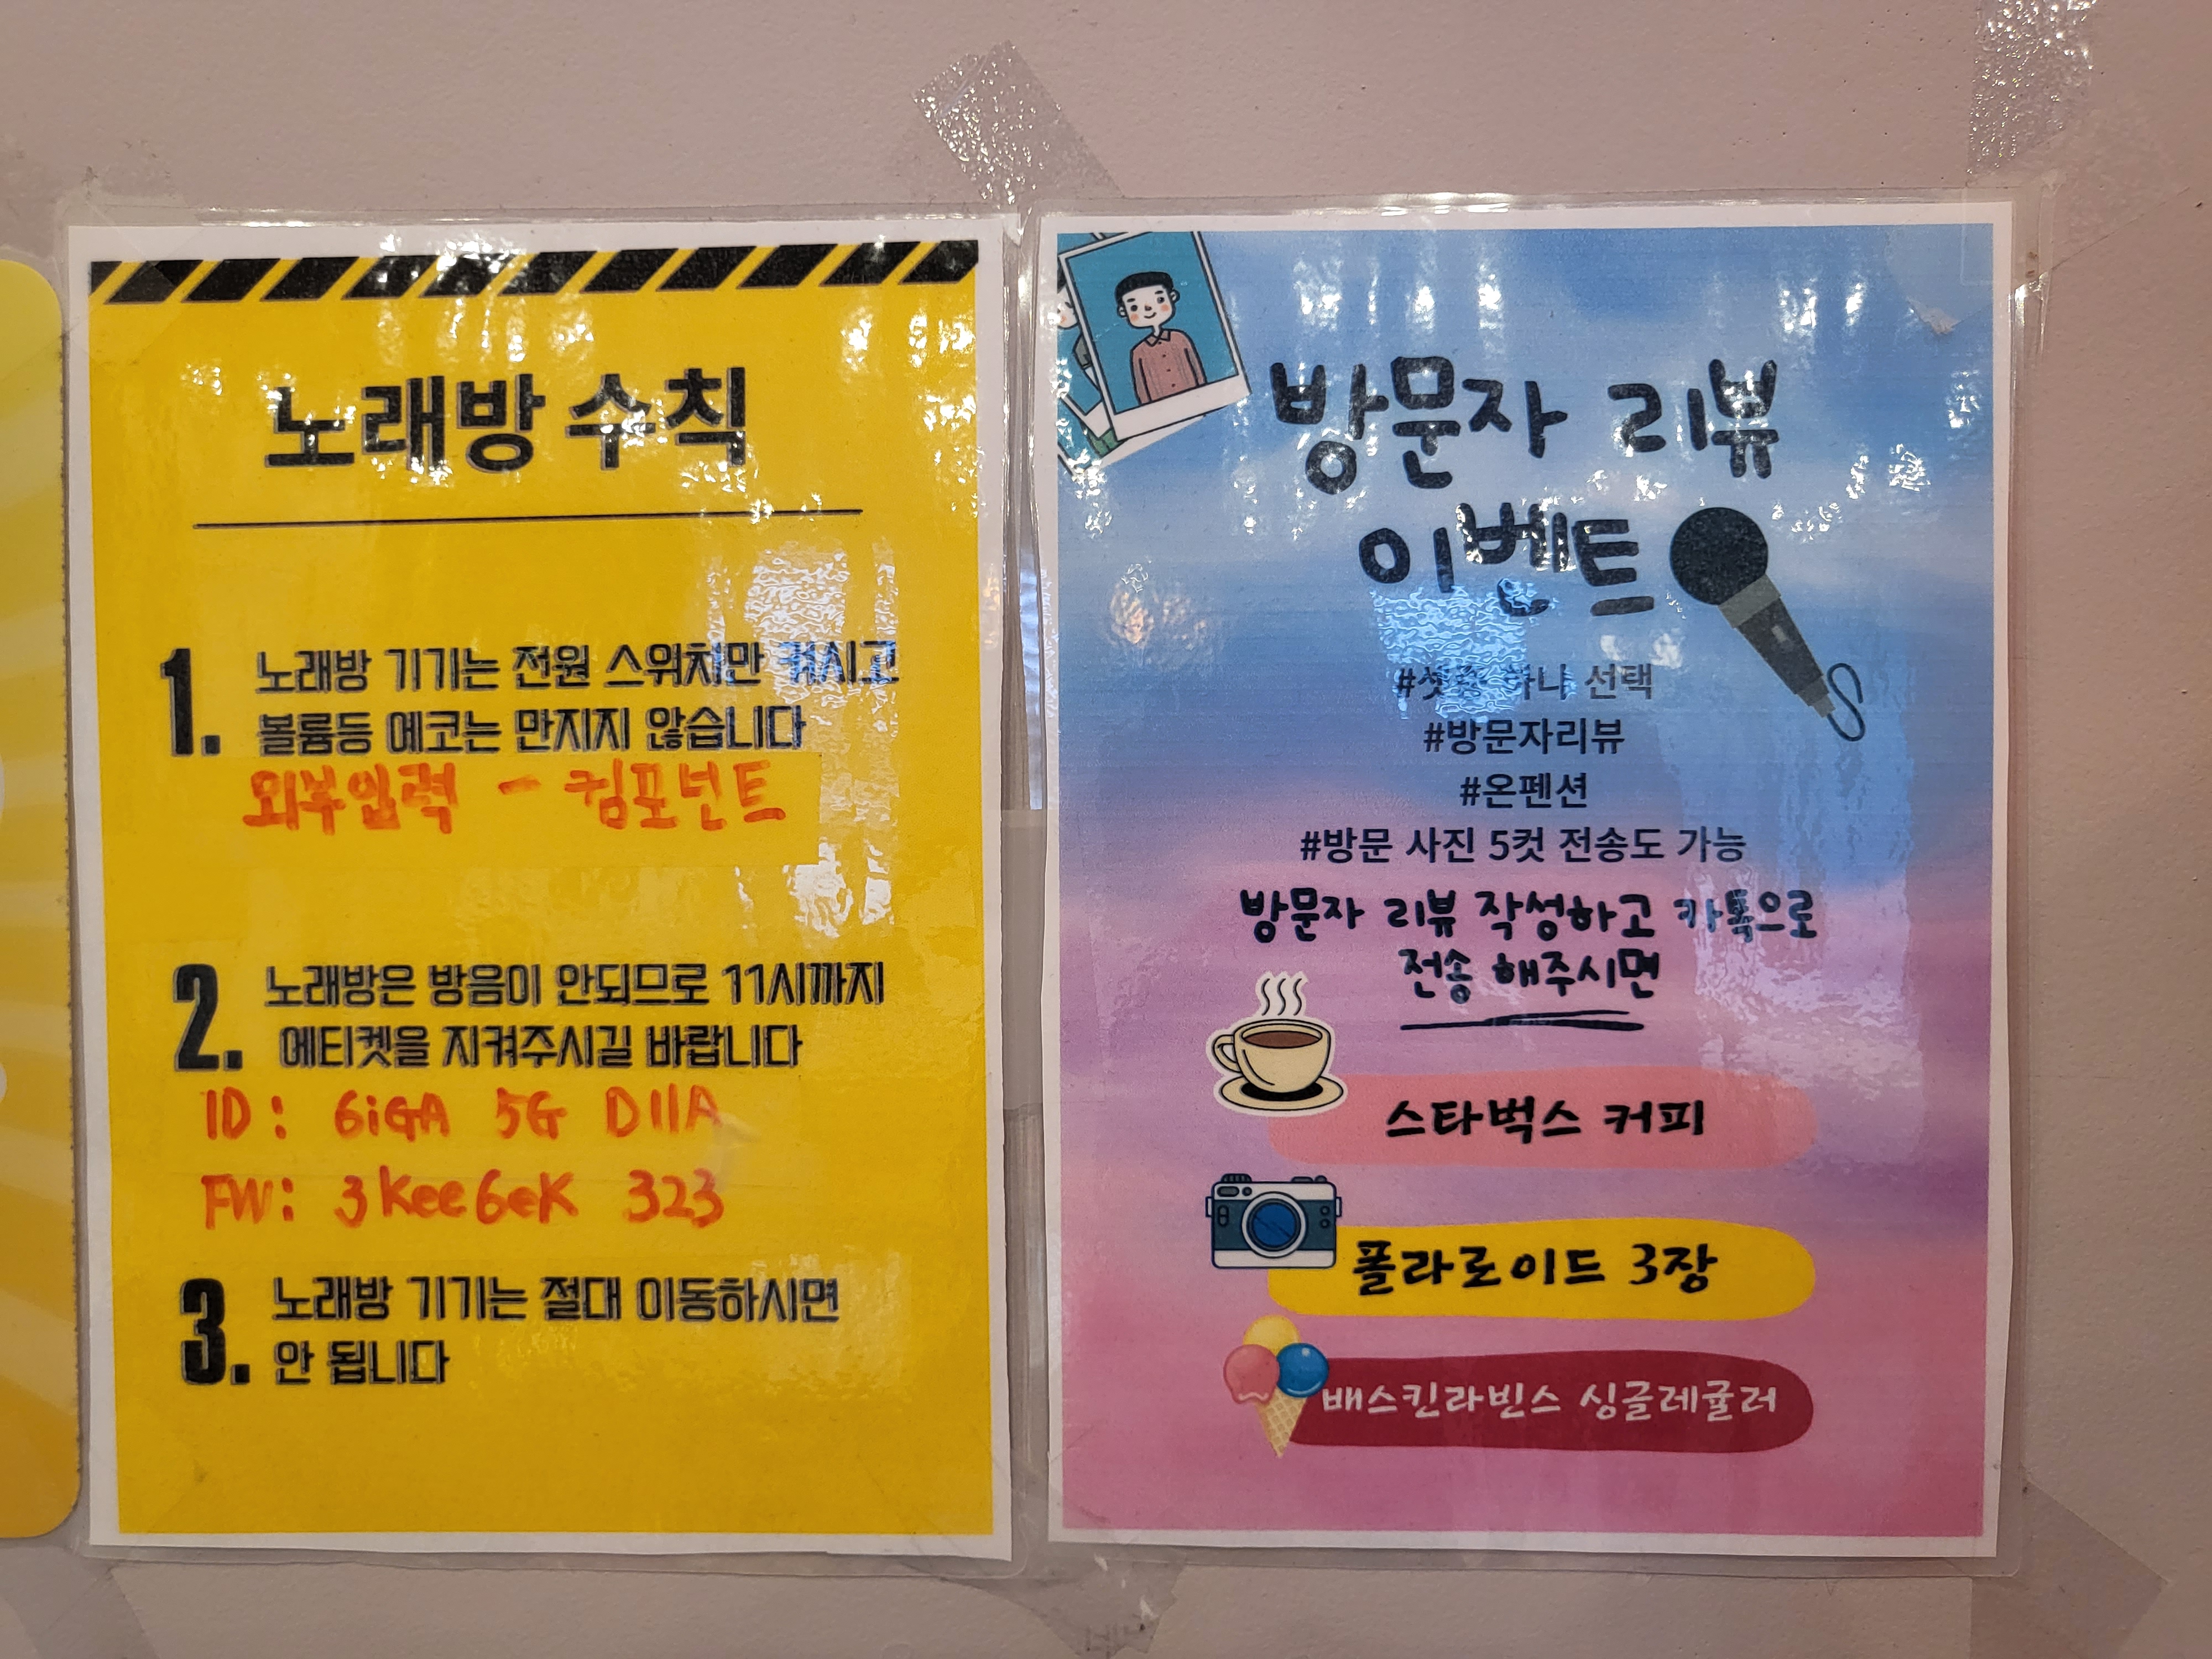 노래방 수칙
1. 노래방 기기는 전원 스위치만 켜시고
볼륨등 에코는 만지지 않습니다
외부입력 - 컴포넌트
2. 노래방은 방음이 안되므로 11시까지
에티켓을 지켜주시길 바랍니다
ID: GiGA 5G D11A
PW: 3Kee6eK 323
3. 노래방 기기는 절대 이동하시면
안 됩니다
방문자 리뷰
이벤트
#셋중 하나 선택
#방문자리뷰
#온펜션
#방문 사진 5컷 전송도 가능
방문자 리뷰 작성하고 카톡으로
전송 해주시면
스타벅스 커피
폴라로이드 3장
배스킨라빈스 싱글레귤러